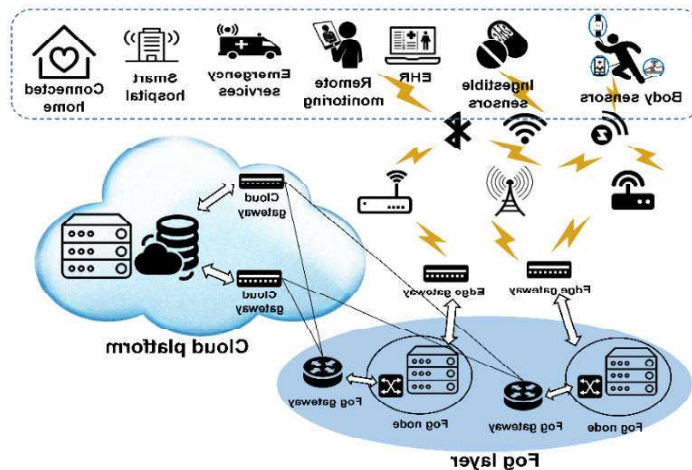 Connected
home
Smart
hospital
Emergency
services
Remote
monitoring
EHR
Ingestible
sensors
Body sensors
Cloud
gateway
Cloud
gateway
Cloud platform
Edge gateway
Edge gateway
Fog gateway
Fog node
Fog gateway
Fog node
Fog layer